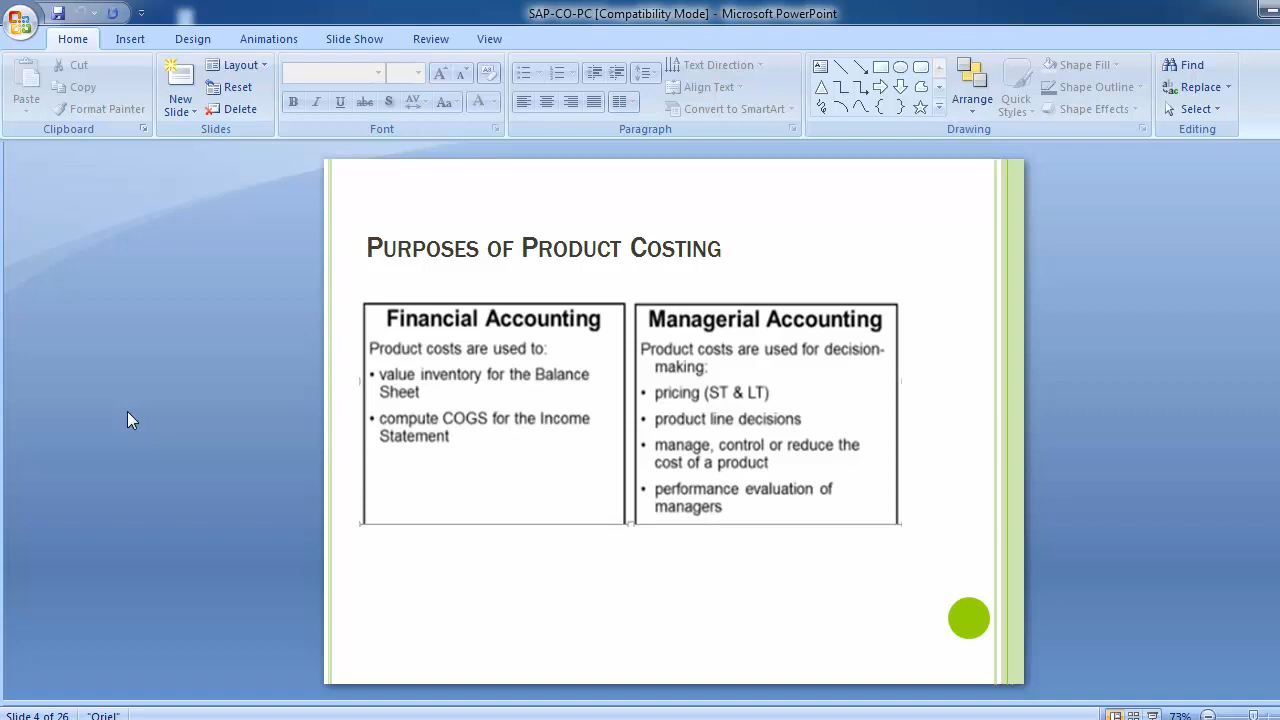 SAP-CO-PC [Compatibility Mode] - Microsoft PowerPoint
Home Insert Design Animations Slide Show Review View
Paste
Cut
Copy
Format Painter
Clipboard
New
Slide
Layout
Reset
Delete
Slides
B I U abc S AV Aa A
Font
Text Direction
Align Text
Convert to SmartArt
Paragraph
Arrange
Quick
Styles
Shape Fill
Shape Outline
Shape Effects
Drawing
Find
Replace
Select
Editing
PURPOSES OF PRODUCT COSTING
Financial Accounting
Product costs are used to:
• value inventory for the Balance
Sheet
• compute COGS for the Income
Statement
Managerial Accounting
Product costs are used for decision-
making:
• pricing (ST & LT)
• product line decisions
• manage, control or reduce the
cost of a product
• performance evaluation of
managers
Slide 4 of 26 "Oriel" 73%